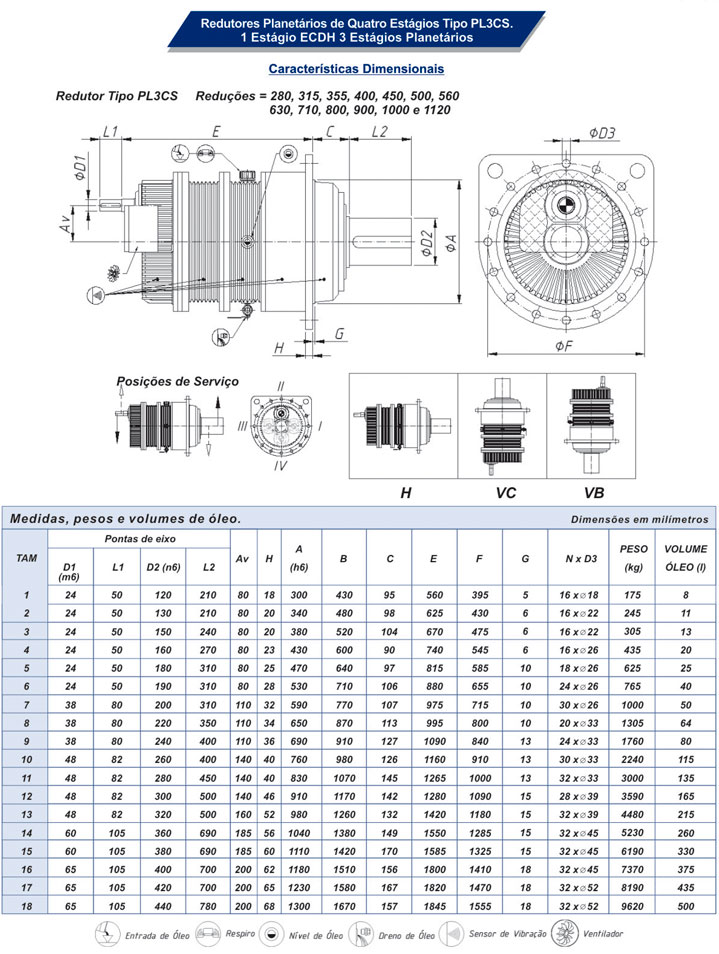 Redutores Planetários de Quatro Estágios Tipo PL3CS.
1 Estágio ECDH 3 Estágios Planetários
Características Dimensionais
Redutor Tipo PL3CS Reduções = 280, 315, 355, 400, 450, 500, 560
630, 710, 800, 900, 1000 e 1120
L1 E C L2 ΦD3
ΦD1
Av
ΦA
ΦD2
G
H
ΦF
Posições de Serviço
II
III I
IV
H VC VB
Medidas, pesos e volumes de óleo. Dimensões em milímetros
TAM Pontas de eixo Av H A (h6) B C E F G N x D3 PESO (kg) VOLUME ÓLEO (l)
D1 (m6) L1 D2 (n6) L2
1 24 50 120 210 80 18 300 430 95 560 395 5 16 x ⌀18 175 8
2 24 50 130 210 80 20 340 480 98 625 430 6 16 x ⌀22 245 11
3 24 50 150 240 80 20 380 520 104 670 475 6 16 x ⌀22 305 13
4 24 50 160 270 80 23 430 600 90 740 545 6 16 x ⌀26 435 20
5 24 50 180 310 80 25 470 640 97 815 585 10 18 x ⌀26 625 25
6 24 50 190 310 80 28 530 710 106 880 655 10 24 x ⌀26 765 40
7 38 80 200 310 110 32 590 770 107 975 715 10 30 x ⌀26 1000 50
8 38 80 220 350 110 34 650 870 113 995 800 10 20 x ⌀33 1305 64
9 38 80 240 400 110 36 690 910 127 1090 840 13 24 x ⌀33 1760 80
10 48 82 260 400 140 40 760 980 126 1160 910 13 30 x ⌀33 2240 115
11 48 82 280 450 140 40 830 1070 145 1265 1000 13 32 x ⌀33 3000 135
12 48 82 300 500 140 46 910 1170 142 1280 1090 15 28 x ⌀39 3590 165
13 48 82 320 500 160 52 980 1260 132 1420 1180 15 32 x ⌀39 4480 215
14 60 105 360 690 185 56 1040 1380 149 1550 1285 15 32 x ⌀45 5230 260
15 60 105 380 690 185 60 1110 1420 170 1585 1325 15 32 x ⌀45 6190 330
16 65 105 400 700 200 62 1180 1510 156 1800 1410 18 32 x ⌀45 7370 375
17 65 105 420 700 200 65 1230 1580 167 1820 1470 18 32 x ⌀52 8190 435
18 65 105 440 780 200 68 1300 1670 157 1845 1555 18 32 x ⌀52 9620 500
Entrada de Óleo Respiro Nível de Óleo Dreno de Óleo Sensor de Vibração Ventilador